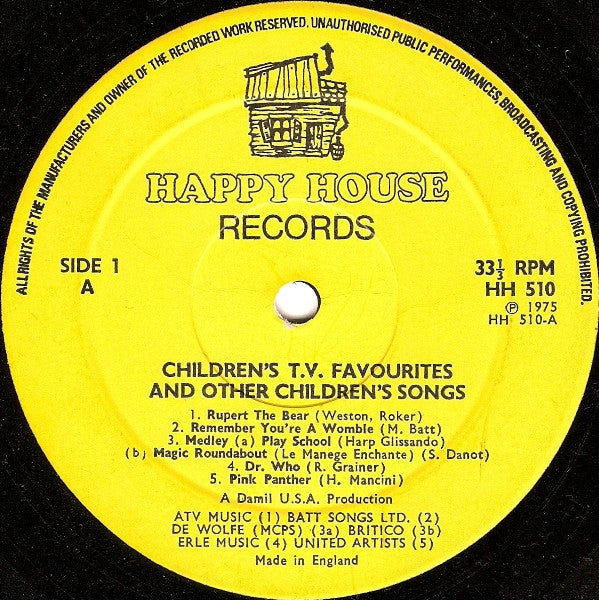 ALL RIGHTS OF THE MANUFACTURERS AND OWNER OF THE RECORDED WORK RESERVED. UNAUTHORISED PUBLIC PERFORMANCES, BROADCASTING AND COPYING PROHIBITED.
HAPPY HOUSE
RECORDS
SIDE 1
A
33⅓ RPM
HH 510
℗ 1975
HH 510-A
CHILDREN'S T.V. FAVOURITES
AND OTHER CHILDREN'S SONGS
1. Rupert The Bear (Weston, Roker)
2. Remember You're A Womble (M. Batt)
3. Medley (a) Play School (Harp Glissando)
(b) Magic Roundabout (Le Manege Enchante) (S. Danot)
4. Dr. Who (R. Grainer)
5. Pink Panther (H. Mancini)
A Damil U.S.A. Production
ATV MUSIC (1) BATT SONGS LTD. (2)
DE WOLFE (MCPS) (3a) BRITICO (3b)
ERLE MUSIC (4) UNITED ARTISTS (5)
Made in England